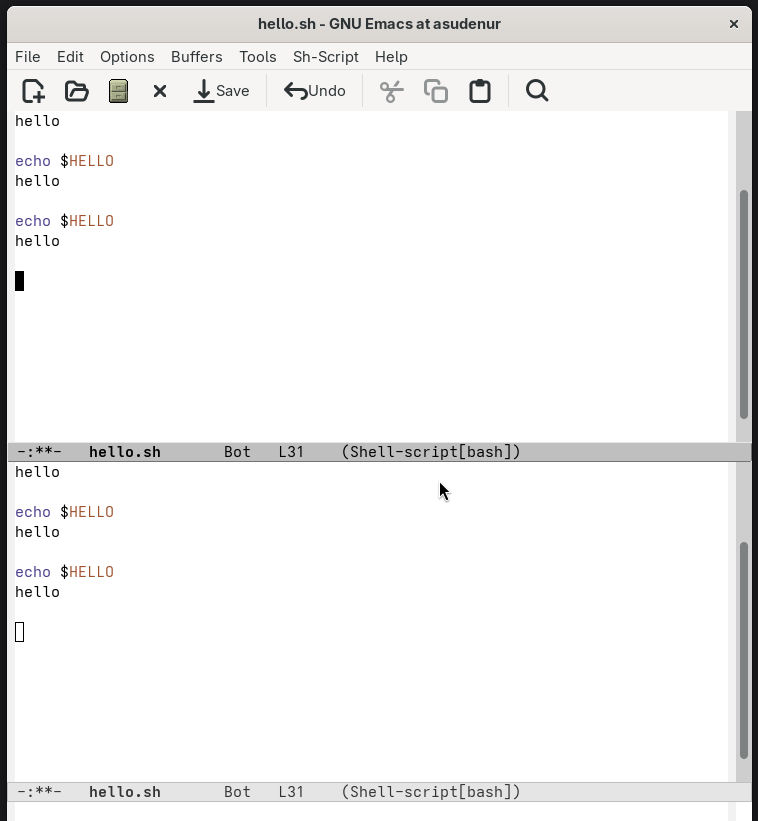 hello.sh - GNU Emacs at asudenur
File Edit Options Buffers Tools Sh-Script Help
Save Undo
hello
echo $HELLO
hello
echo $HELLO
hello
-:**-  hello.sh  Bot  L31  (Shell-script[bash])
hello
echo $HELLO
hello
echo $HELLO
hello
-:**-  hello.sh  Bot  L31  (Shell-script[bash])